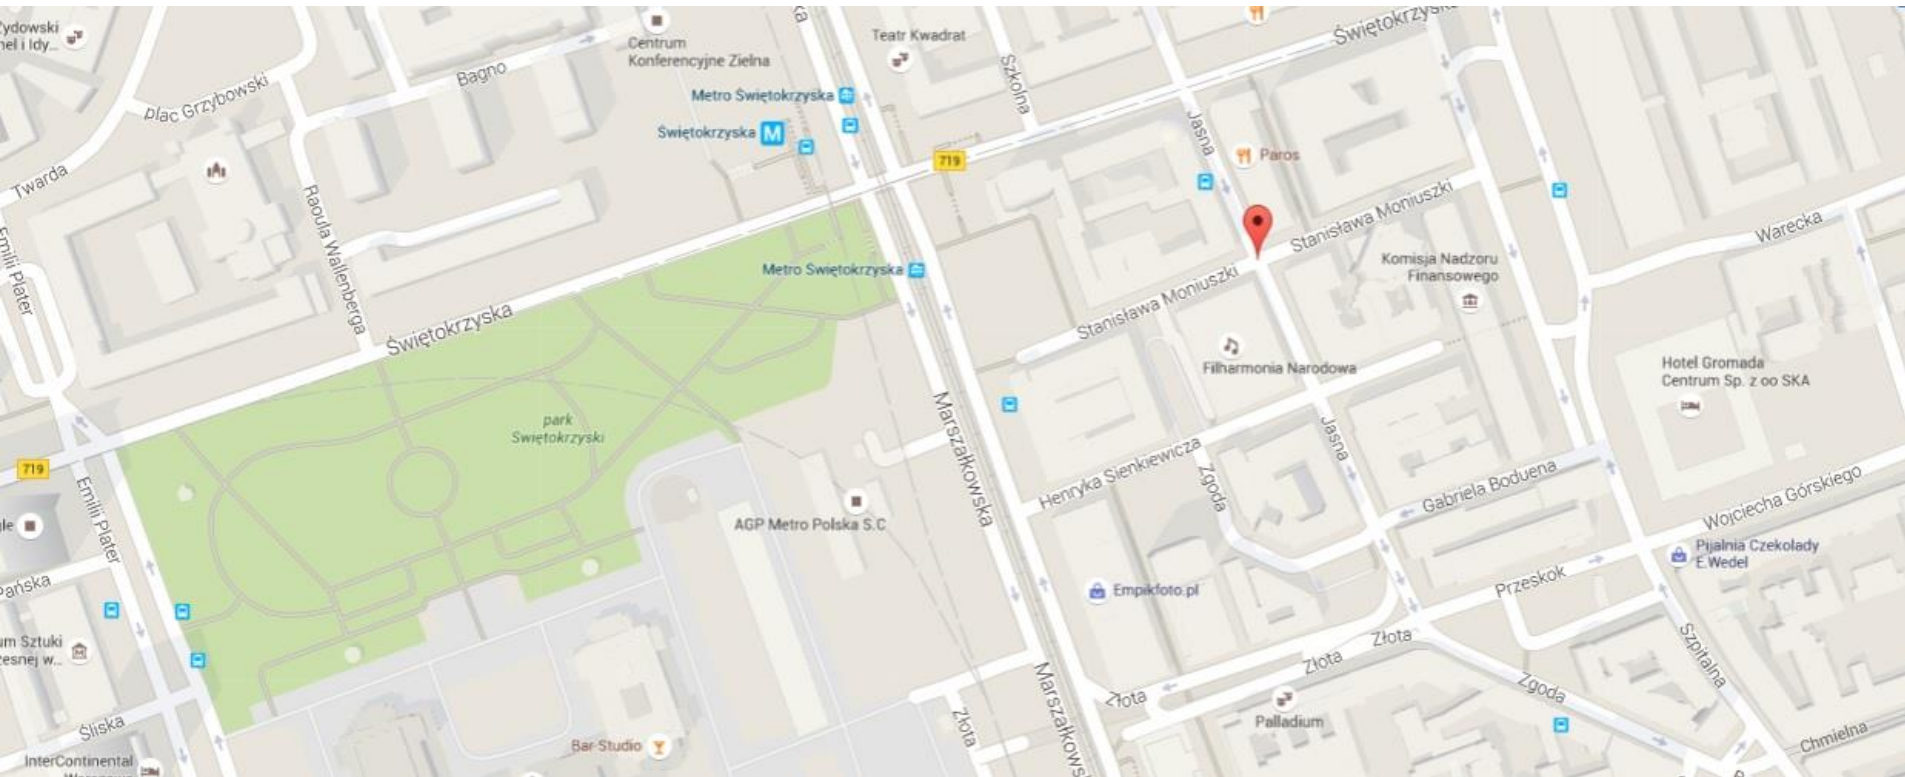 Żydowski
nel i Idy...
Centrum
Konferencyjne Zielna
ka
Teatr Kwadrat
Świętokrzyska
Bagno
plac Grzybowski
Szkolna
Metro Świętokrzyska
Świętokrzyska
M
Jasna
Paros
719
Twarda
Raoula Wallenberga
Stanisława Moniuszki
Warecka
Emilii Plater
Metro Świętokrzyska
Komisja Nadzoru
Finansowego
Stanisława Moniuszki
Świętokrzyska
Filharmonia Narodowa
Hotel Gromada
Centrum Sp. z oo SKA
park
Świętokrzyski
Marszałkowska
Jasna
719
Henryka Sienkiewicza
Zgoda
Gabriela Boduena
Wojciecha Górskiego
Emilii Plater
gle
AGP Metro Polska S.C
Pijalnia Czekolady
E.Wedel
Pańska
Empikfoto.pl
Przeskok
um Sztuki
zesnej w...
Złota
Złota
Szpitalna
Marszałkows
Złota
Zgoda
Śliska
Złota
Palladium
Bar Studio
Chmielna
InterContinental